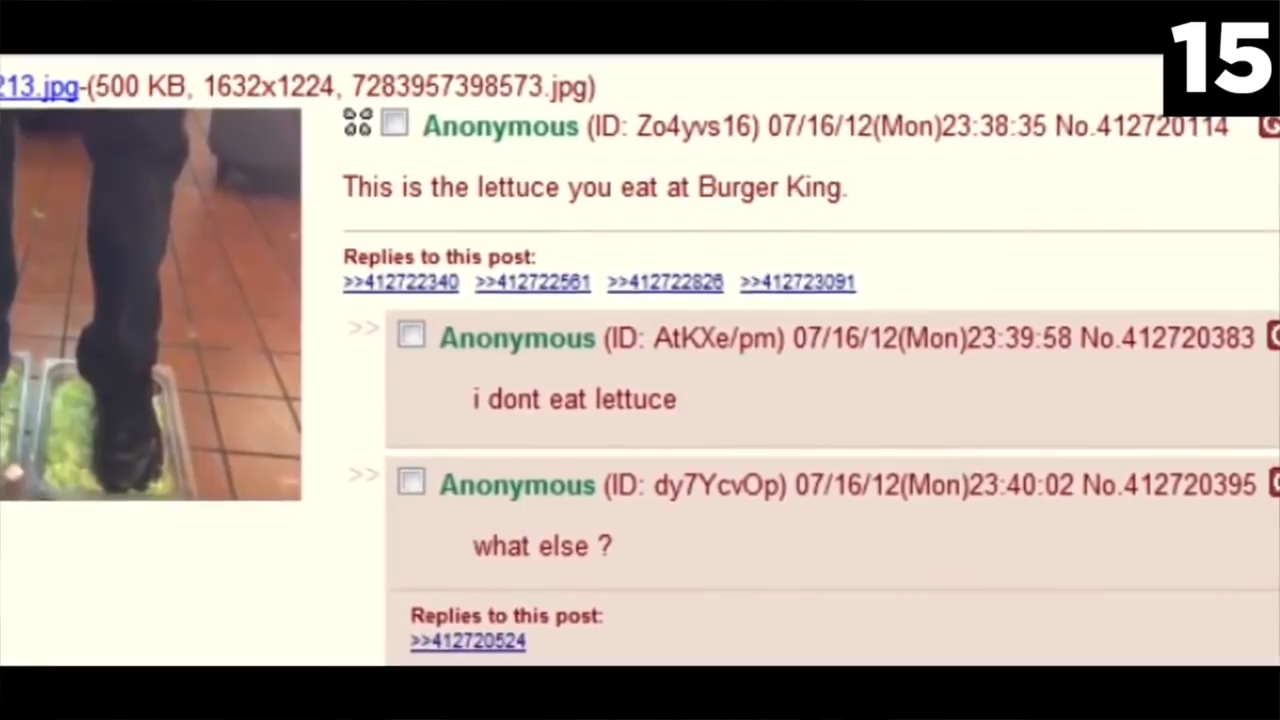 15
213.jpg-(500 KB, 1632x1224, 7283957398573.jpg)
Anonymous (ID: Zo4yvs16) 07/16/12(Mon)23:38:35 No.412720114
This is the lettuce you eat at Burger King.
Replies to this post:
>>412722340 >>412722561 >>412722826 >>412723091
>> Anonymous (ID: AtKXe/pm) 07/16/12(Mon)23:39:58 No.412720383
i dont eat lettuce
>> Anonymous (ID: dy7YcvOp) 07/16/12(Mon)23:40:02 No.412720395
what else ?
Replies to this post:
>>412720524